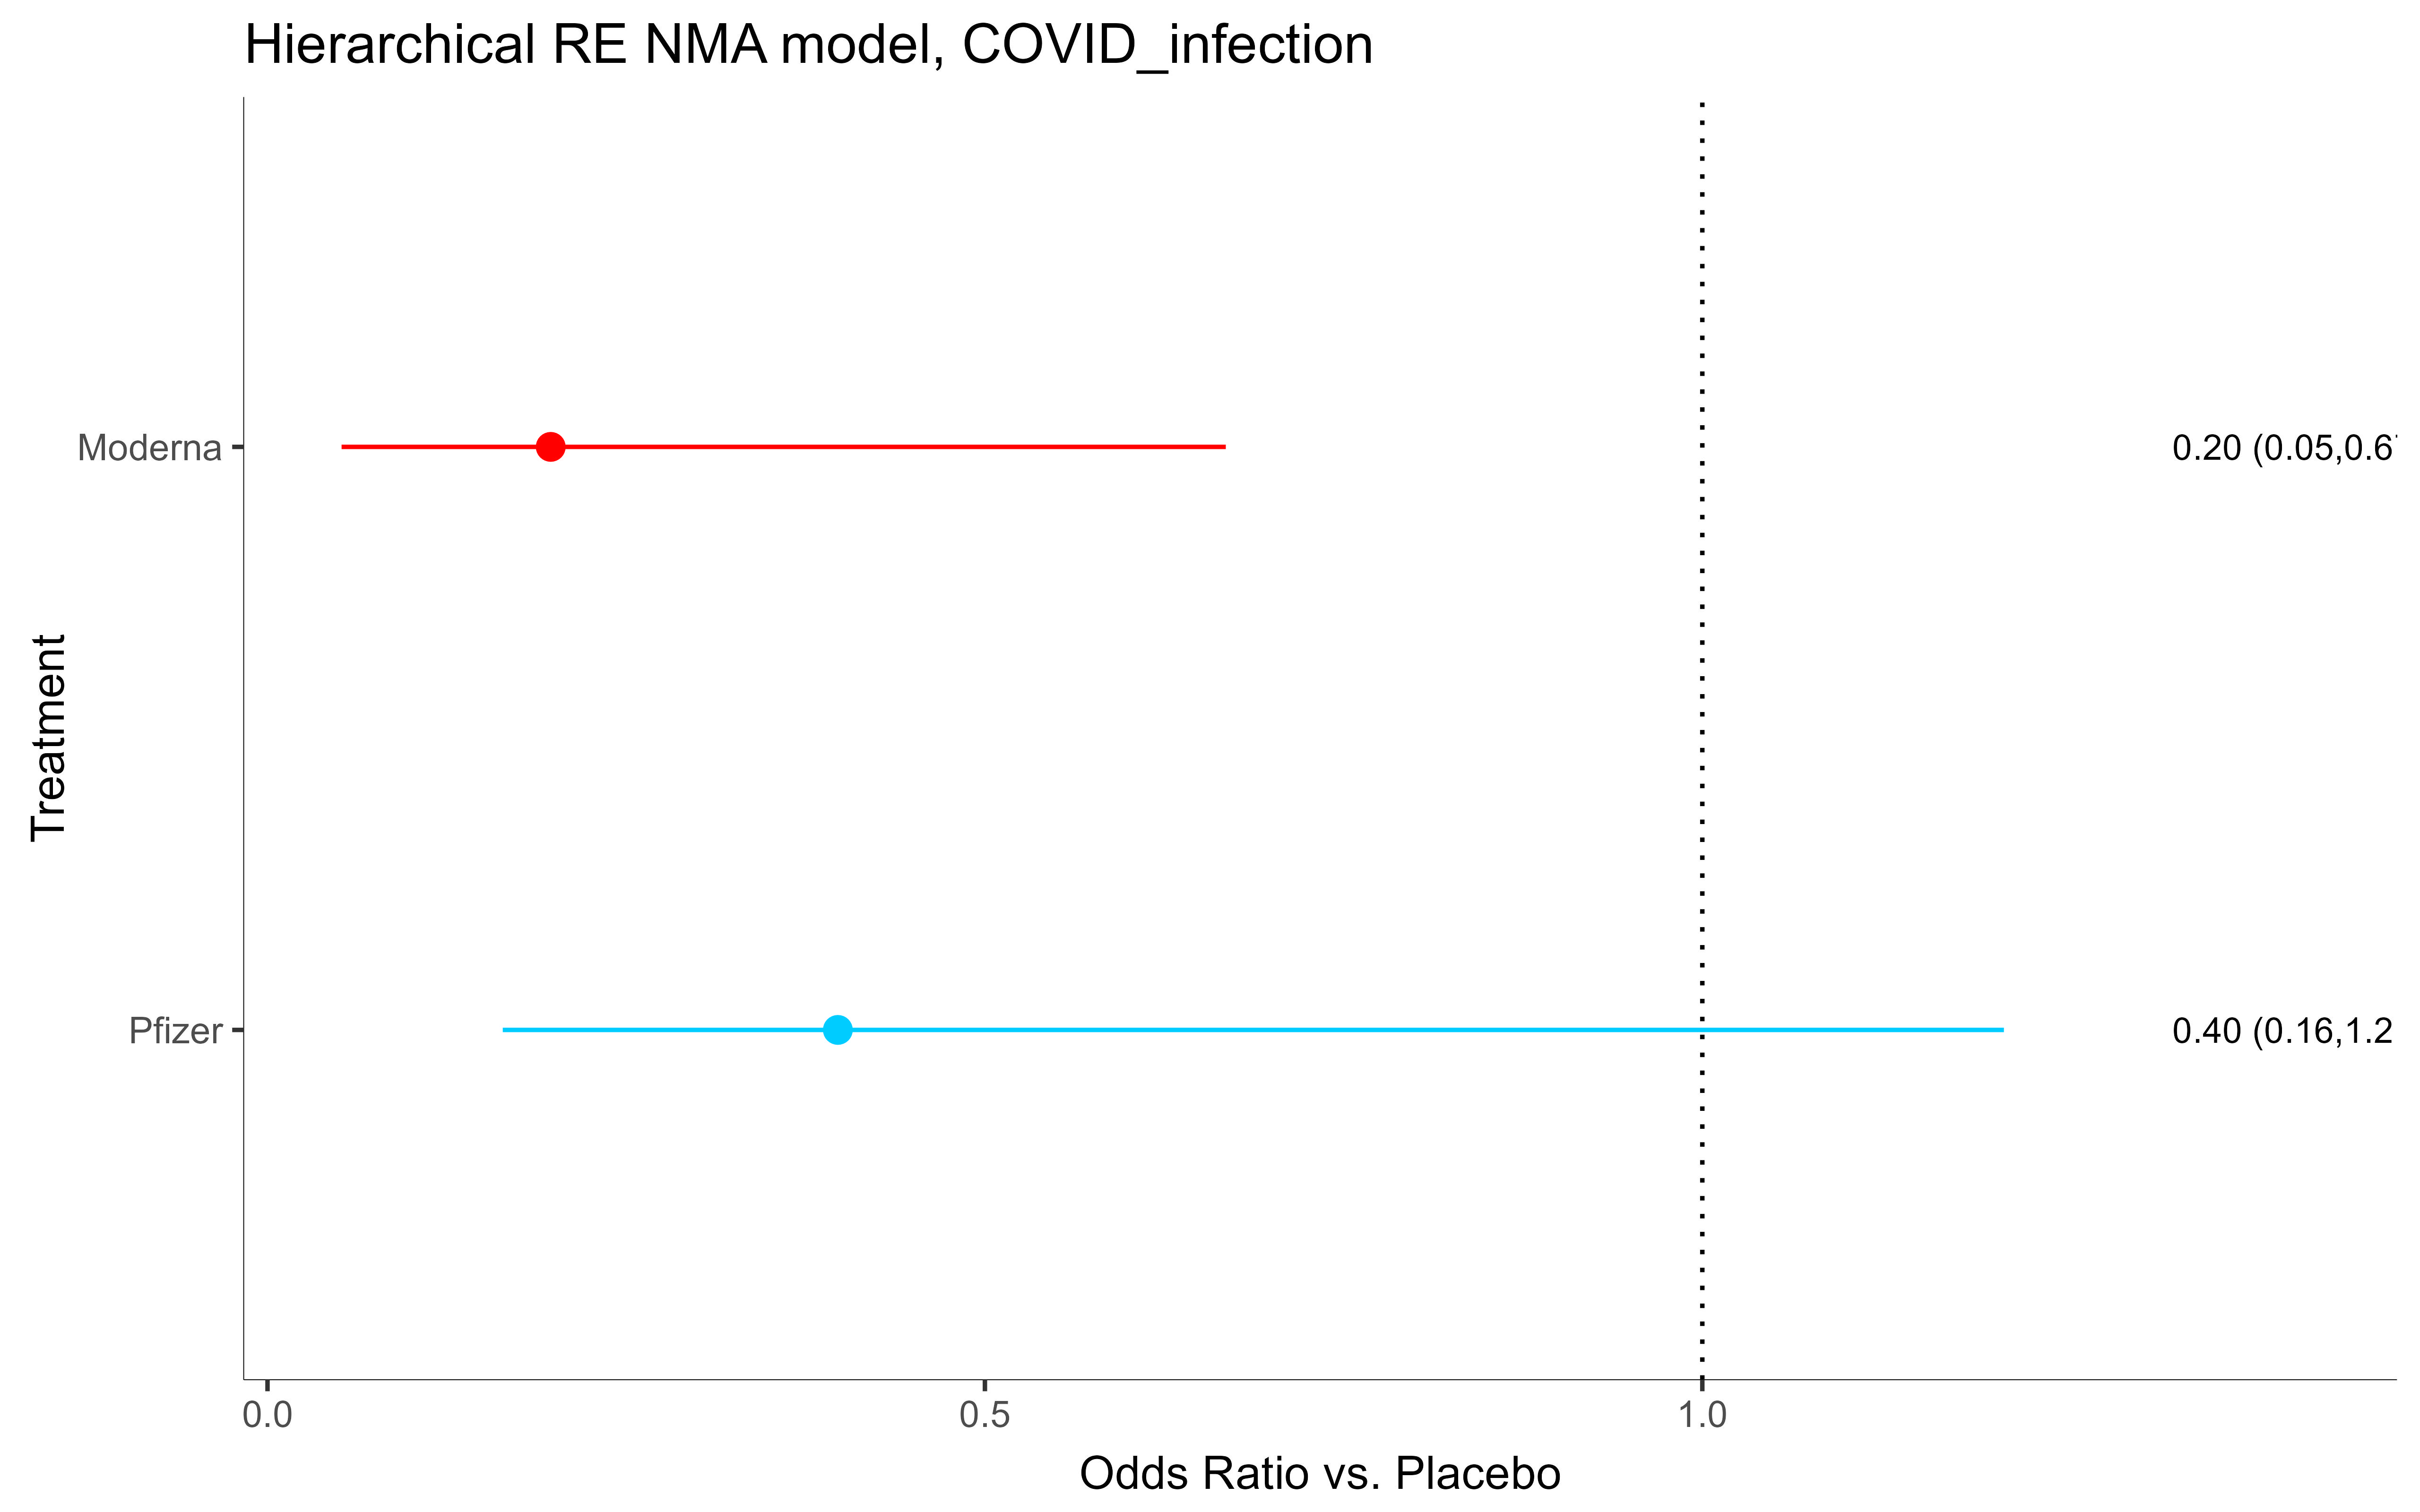 Hierarchical RE NMA model, COVID_infection
Moderna
0.20 (0.05,0.6
Treatment
Pfizer
0.40 (0.16,1.2
0.0 0.5 1.0
Odds Ratio vs. Placebo